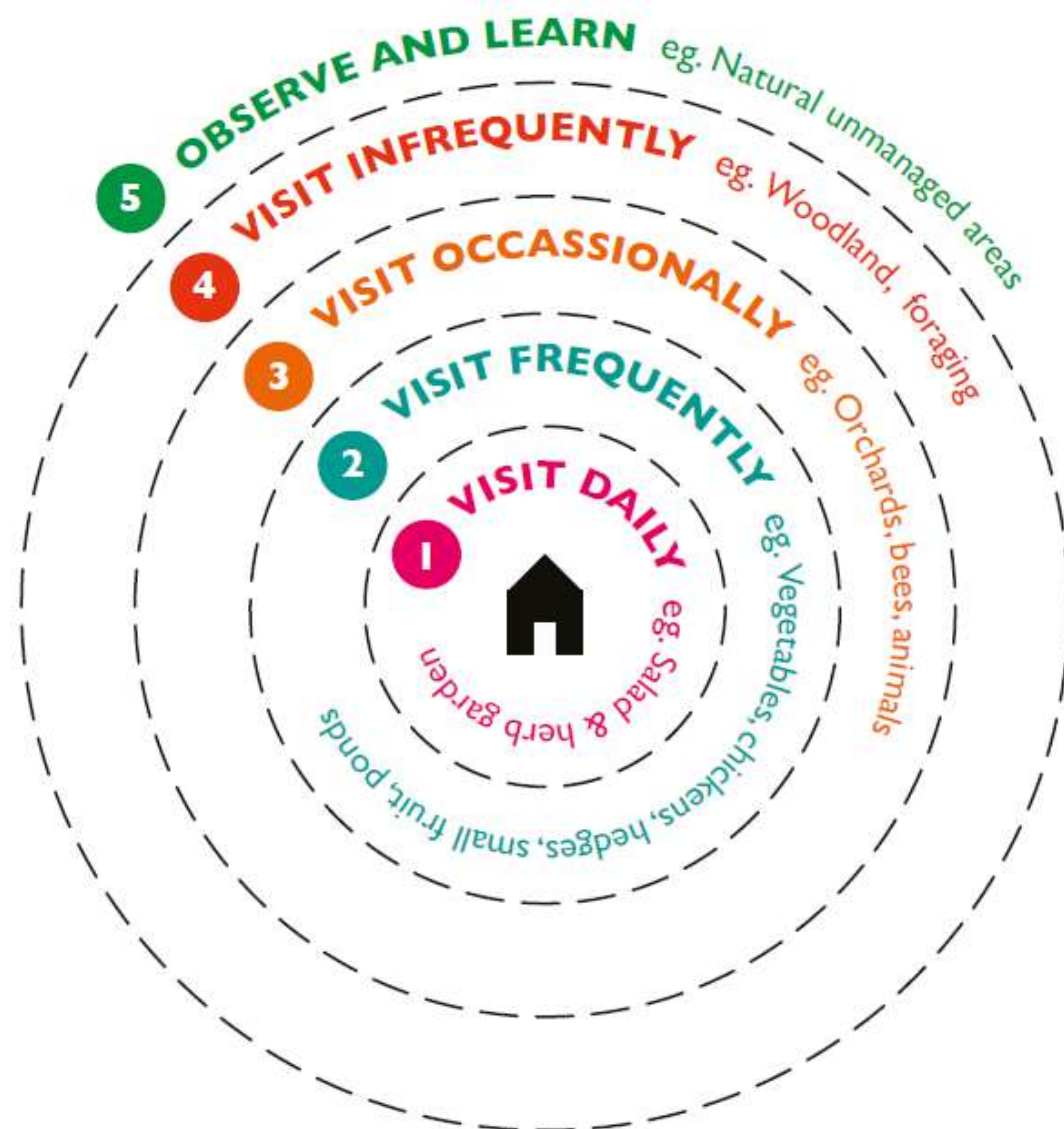 5 OBSERVE AND LEARN eg. Natural unmanaged areas
4 VISIT INFREQUENTLY eg. Woodland, foraging
3 VISIT OCCASSIONALLY eg. Orchards, bees, animals
2 VISIT FREQUENTLY eg. Vegetables, chickens, hedges, small fruit, ponds
1 VISIT DAILY eg. Salad & herb garden